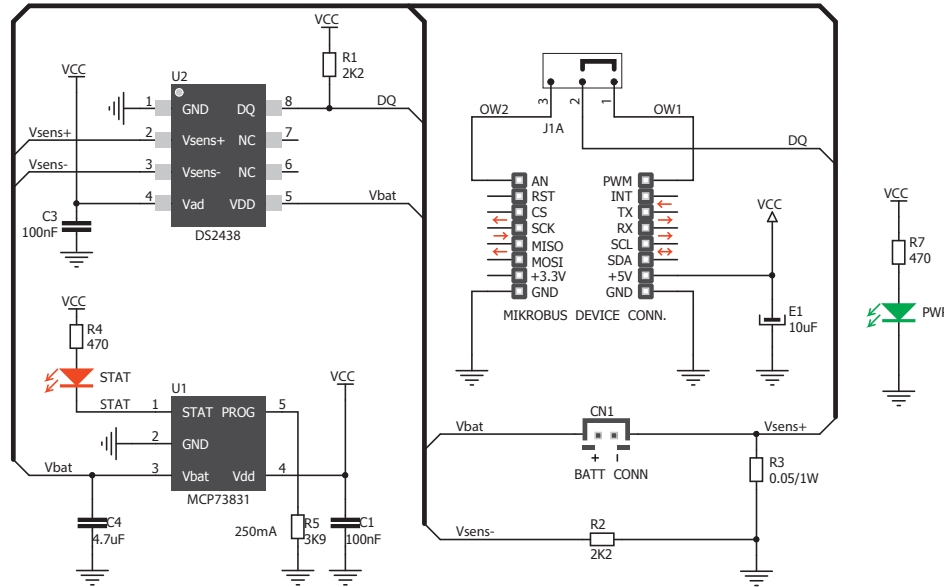 VCC
R1
2K2
VCC
U2
1 GND DQ 8 DQ
Vsens+ 2 Vsens+ NC 7
Vsens- 3 Vsens- NC 6
4 Vad VDD 5 Vbat
DS2438
C3
100nF
3 2 1
OW2 J1A OW1
DQ
AN PWM
RST INT
CS TX
SCK RX
MISO SCL
MOSI SDA
+3.3V +5V
GND GND
MIKROBUS DEVICE CONN.
VCC
E1
10uF
VCC
R7
470
PWR
VCC
R4
470
STAT
U1
VCC
STAT 1 STAT PROG 5
2 GND
Vbat 3 Vbat Vdd 4
MCP73831
C4
4.7uF
250mA
R5
3K9
C1
100nF
CN1
Vbat Vsens+
+ -
BATT CONN
R3
0.05/1W
Vsens- R2
2K2